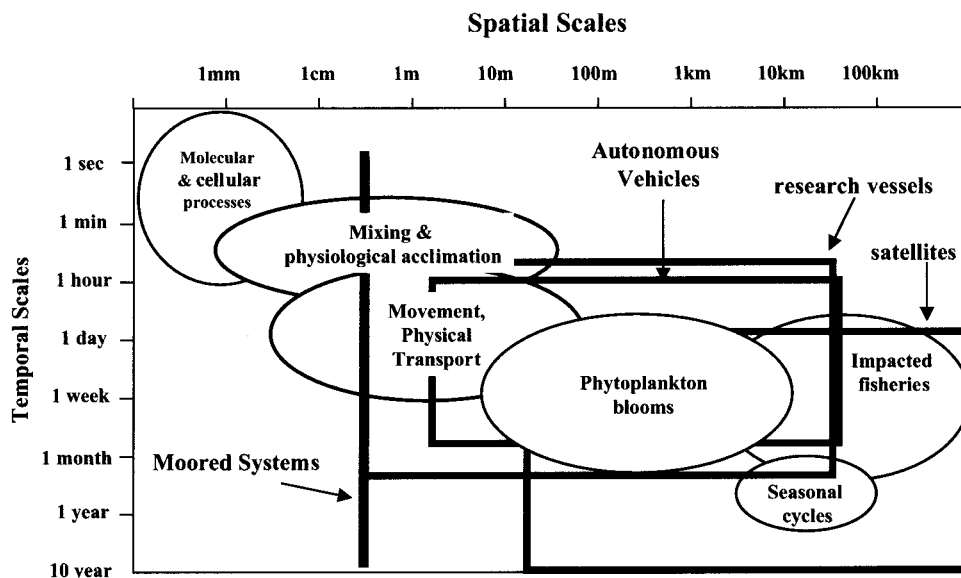 Spatial Scales
1mm 1cm 1m 10m 100m 1km 10km 100km
Temporal Scales
1 sec
1 min
1 hour
1 day
1 week
1 month
1 year
10 year
Molecular
& cellular
processes
Mixing &
physiological acclimation
Movement,
Physical
Transport
Autonomous
Vehicles
research vessels
satellites
Phytoplankton
blooms
Impacted
fisheries
Seasonal
cycles
Moored Systems